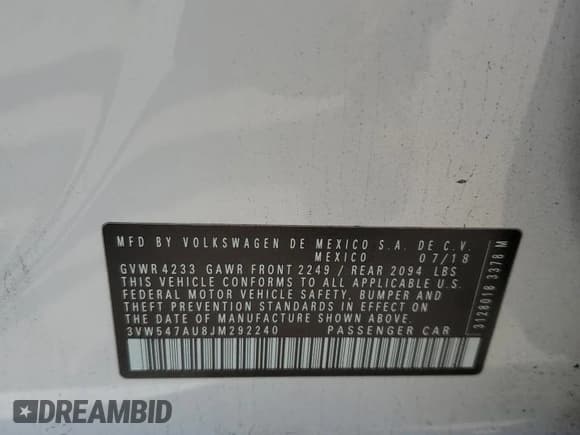 MFD BY VOLKSWAGEN DE MEXICO S.A. DE C.V.
MEXICO 07/18
GVWR 4233 GAWR FRONT 2249 / REAR 2094 LBS
THIS VEHICLE CONFORMS TO ALL APPLICABLE U.S.
FEDERAL MOTOR VEHICLE SAFETY, BUMPER AND
THEFT PREVENTION STANDARDS IN EFFECT ON
THE DATE OF MANUFACTURE SHOWN ABOVE.
3VW547AU8JM292240 PASSENGER CAR
3128018 3378 M
DREAMBID